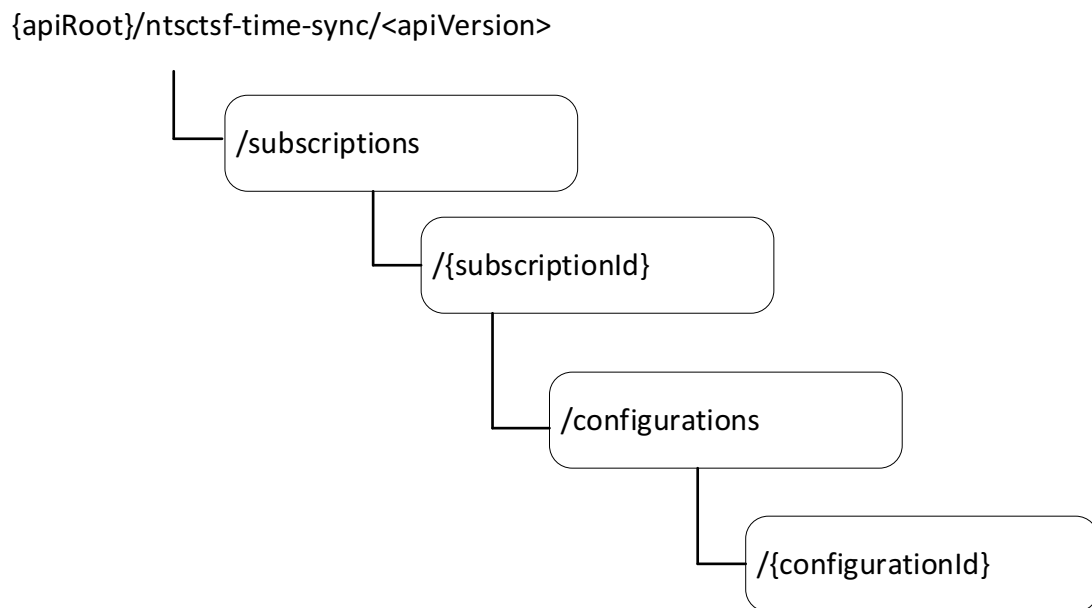 {apiRoot}/ntsctsf-time-sync/<apiVersion>
/subscriptions
/{subscriptionId}
/configurations
/{configurationId}